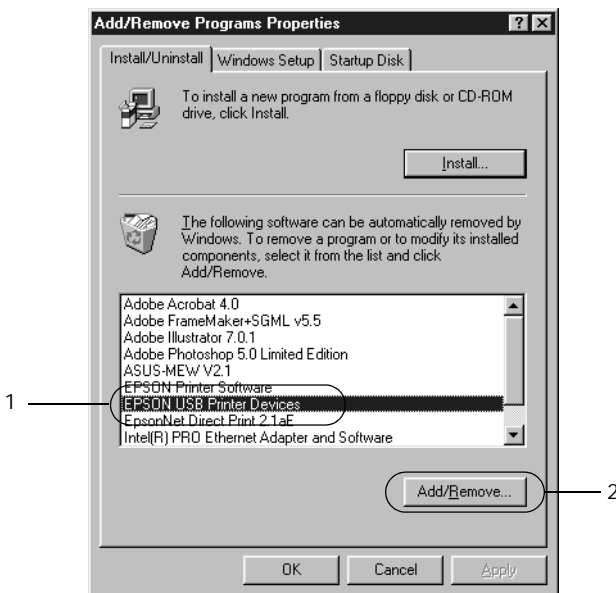 Add/Remove Programs Properties
Install/Uninstall Windows Setup Startup Disk
To install a new program from a floppy disk or CD-ROM
drive, click Install.
Install...
The following software can be automatically removed by
Windows. To remove a program or to modify its installed
components, select it from the list and click
Add/Remove.
Adobe Acrobat 4.0
Adobe FrameMaker+SGML v5.5
Adobe Illustrator 7.0.1
Adobe Photoshop 5.0 Limited Edition
ASUS-MEW V2.1
EPSON Printer Software
1
EPSON USB Printer Devices
EpsonNet Direct Print 2.1aE
Intel(R) PRO Ethernet Adapter and Software
Add/Remove...
2
OK Cancel Apply